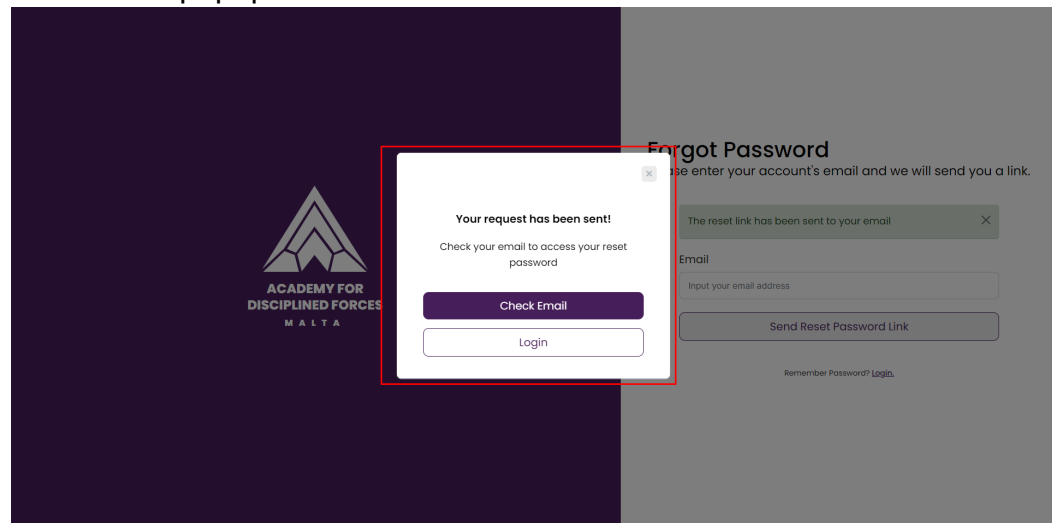 Forgot Password
Please enter your account's email and we will send you a link.
Your request has been sent!
Check your email to access your reset
password
Check Email
Login
The reset link has been sent to your email
Email
Input your email address
Send Reset Password Link
Remember Password? Login.
ACADEMY FOR
DISCIPLINED FORCES
MALTA